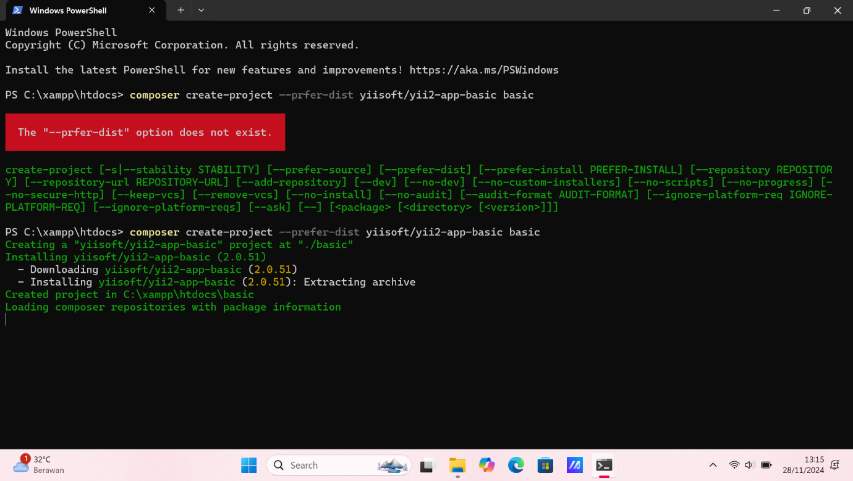 Windows PowerShell
Windows PowerShell
Copyright (C) Microsoft Corporation. All rights reserved.
Install the latest PowerShell for new features and improvements! https://aka.ms/PSWindows
PS C:\xampp\htdocs> composer create-project --prfer-dist yiisoft/yii2-app-basic basic
The "--prfer-dist" option does not exist.
create-project [-s|--stability STABILITY] [--prefer-source] [--prefer-dist] [--prefer-install PREFER-INSTALL] [--repository REPOSITOR
Y] [--repository-url REPOSITORY-URL] [--add-repository] [--dev] [--no-dev] [--no-custom-installers] [--no-scripts] [--no-progress] [-
-no-secure-http] [--keep-vcs] [--remove-vcs] [--no-install] [--no-audit] [--audit-format AUDIT-FORMAT] [--ignore-platform-req IGNORE-
PLATFORM-REQ] [--ignore-platform-reqs] [--ask] [--] [<package> [<directory> [<version>]]]
PS C:\xampp\htdocs> composer create-project --prefer-dist yiisoft/yii2-app-basic basic
Creating a "yiisoft/yii2-app-basic" project at "./basic"
Installing yiisoft/yii2-app-basic (2.0.51)
- Downloading yiisoft/yii2-app-basic (2.0.51)
- Installing yiisoft/yii2-app-basic (2.0.51): Extracting archive
Created project in C:\xampp\htdocs\basic
Loading composer repositories with package information
1
32°C
Berawan
Search
13:15
28/11/2024